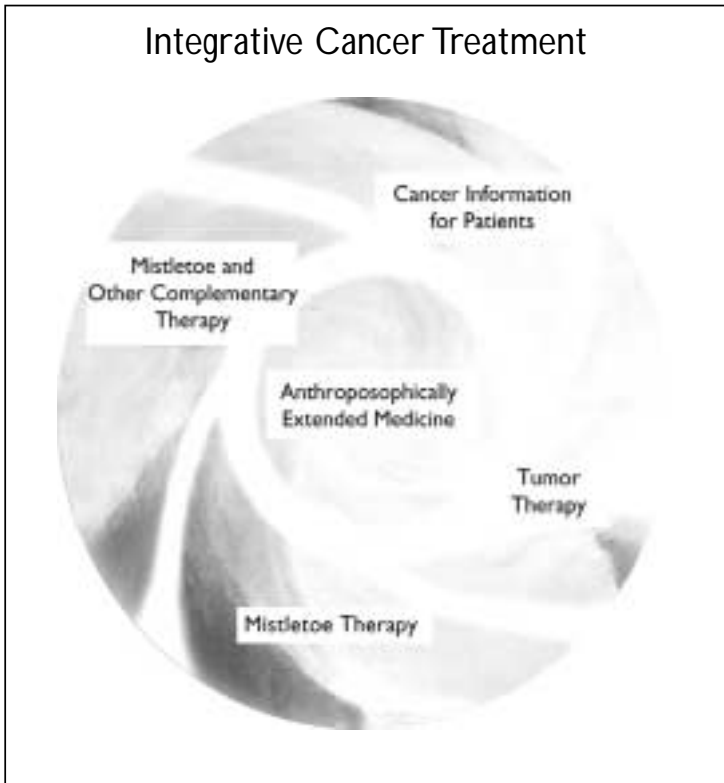 Integrative Cancer Treatment
Cancer Information
for Patients
Mistletoe and
Other Complementary
Therapy
Anthroposophically
Extended Medicine
Tumor
Therapy
Mistletoe Therapy